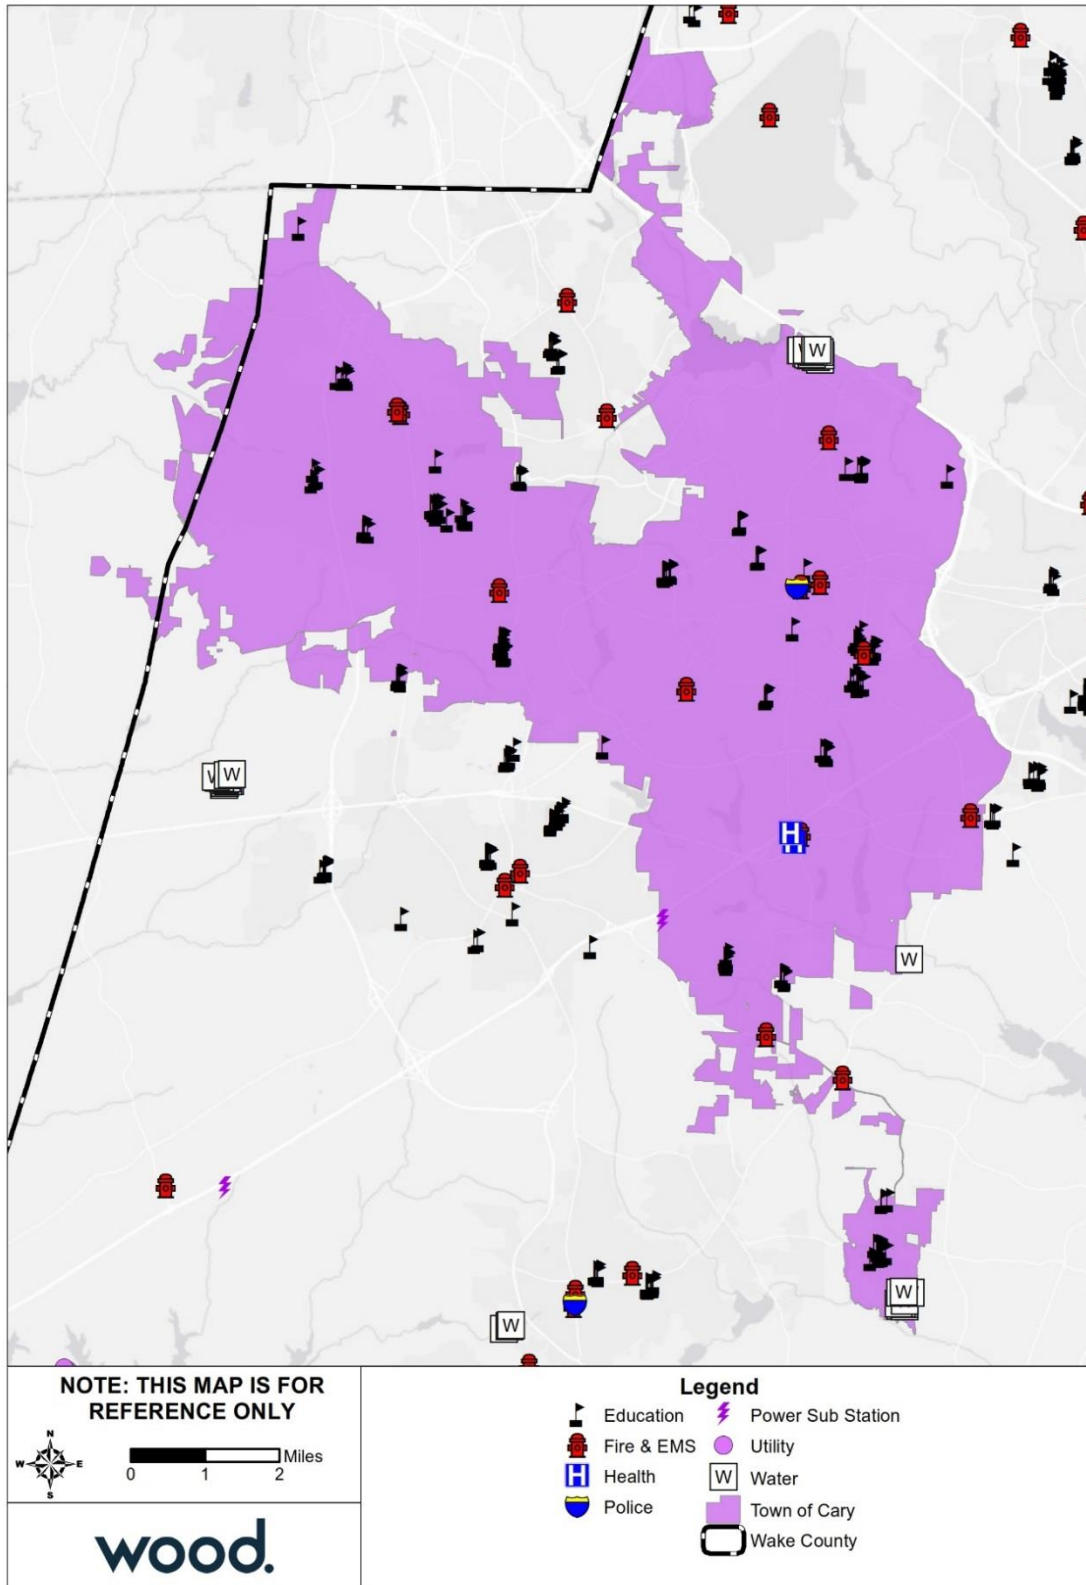 W
W
W
W
W
W
H
W
W
W
NOTE: THIS MAP IS FOR
REFERENCE ONLY
N
W E
S
0 1 2 Miles
wood.
Legend
Education
Fire & EMS
H Health
Police
Power Sub Station
Utility
W Water
Town of Cary
Wake County